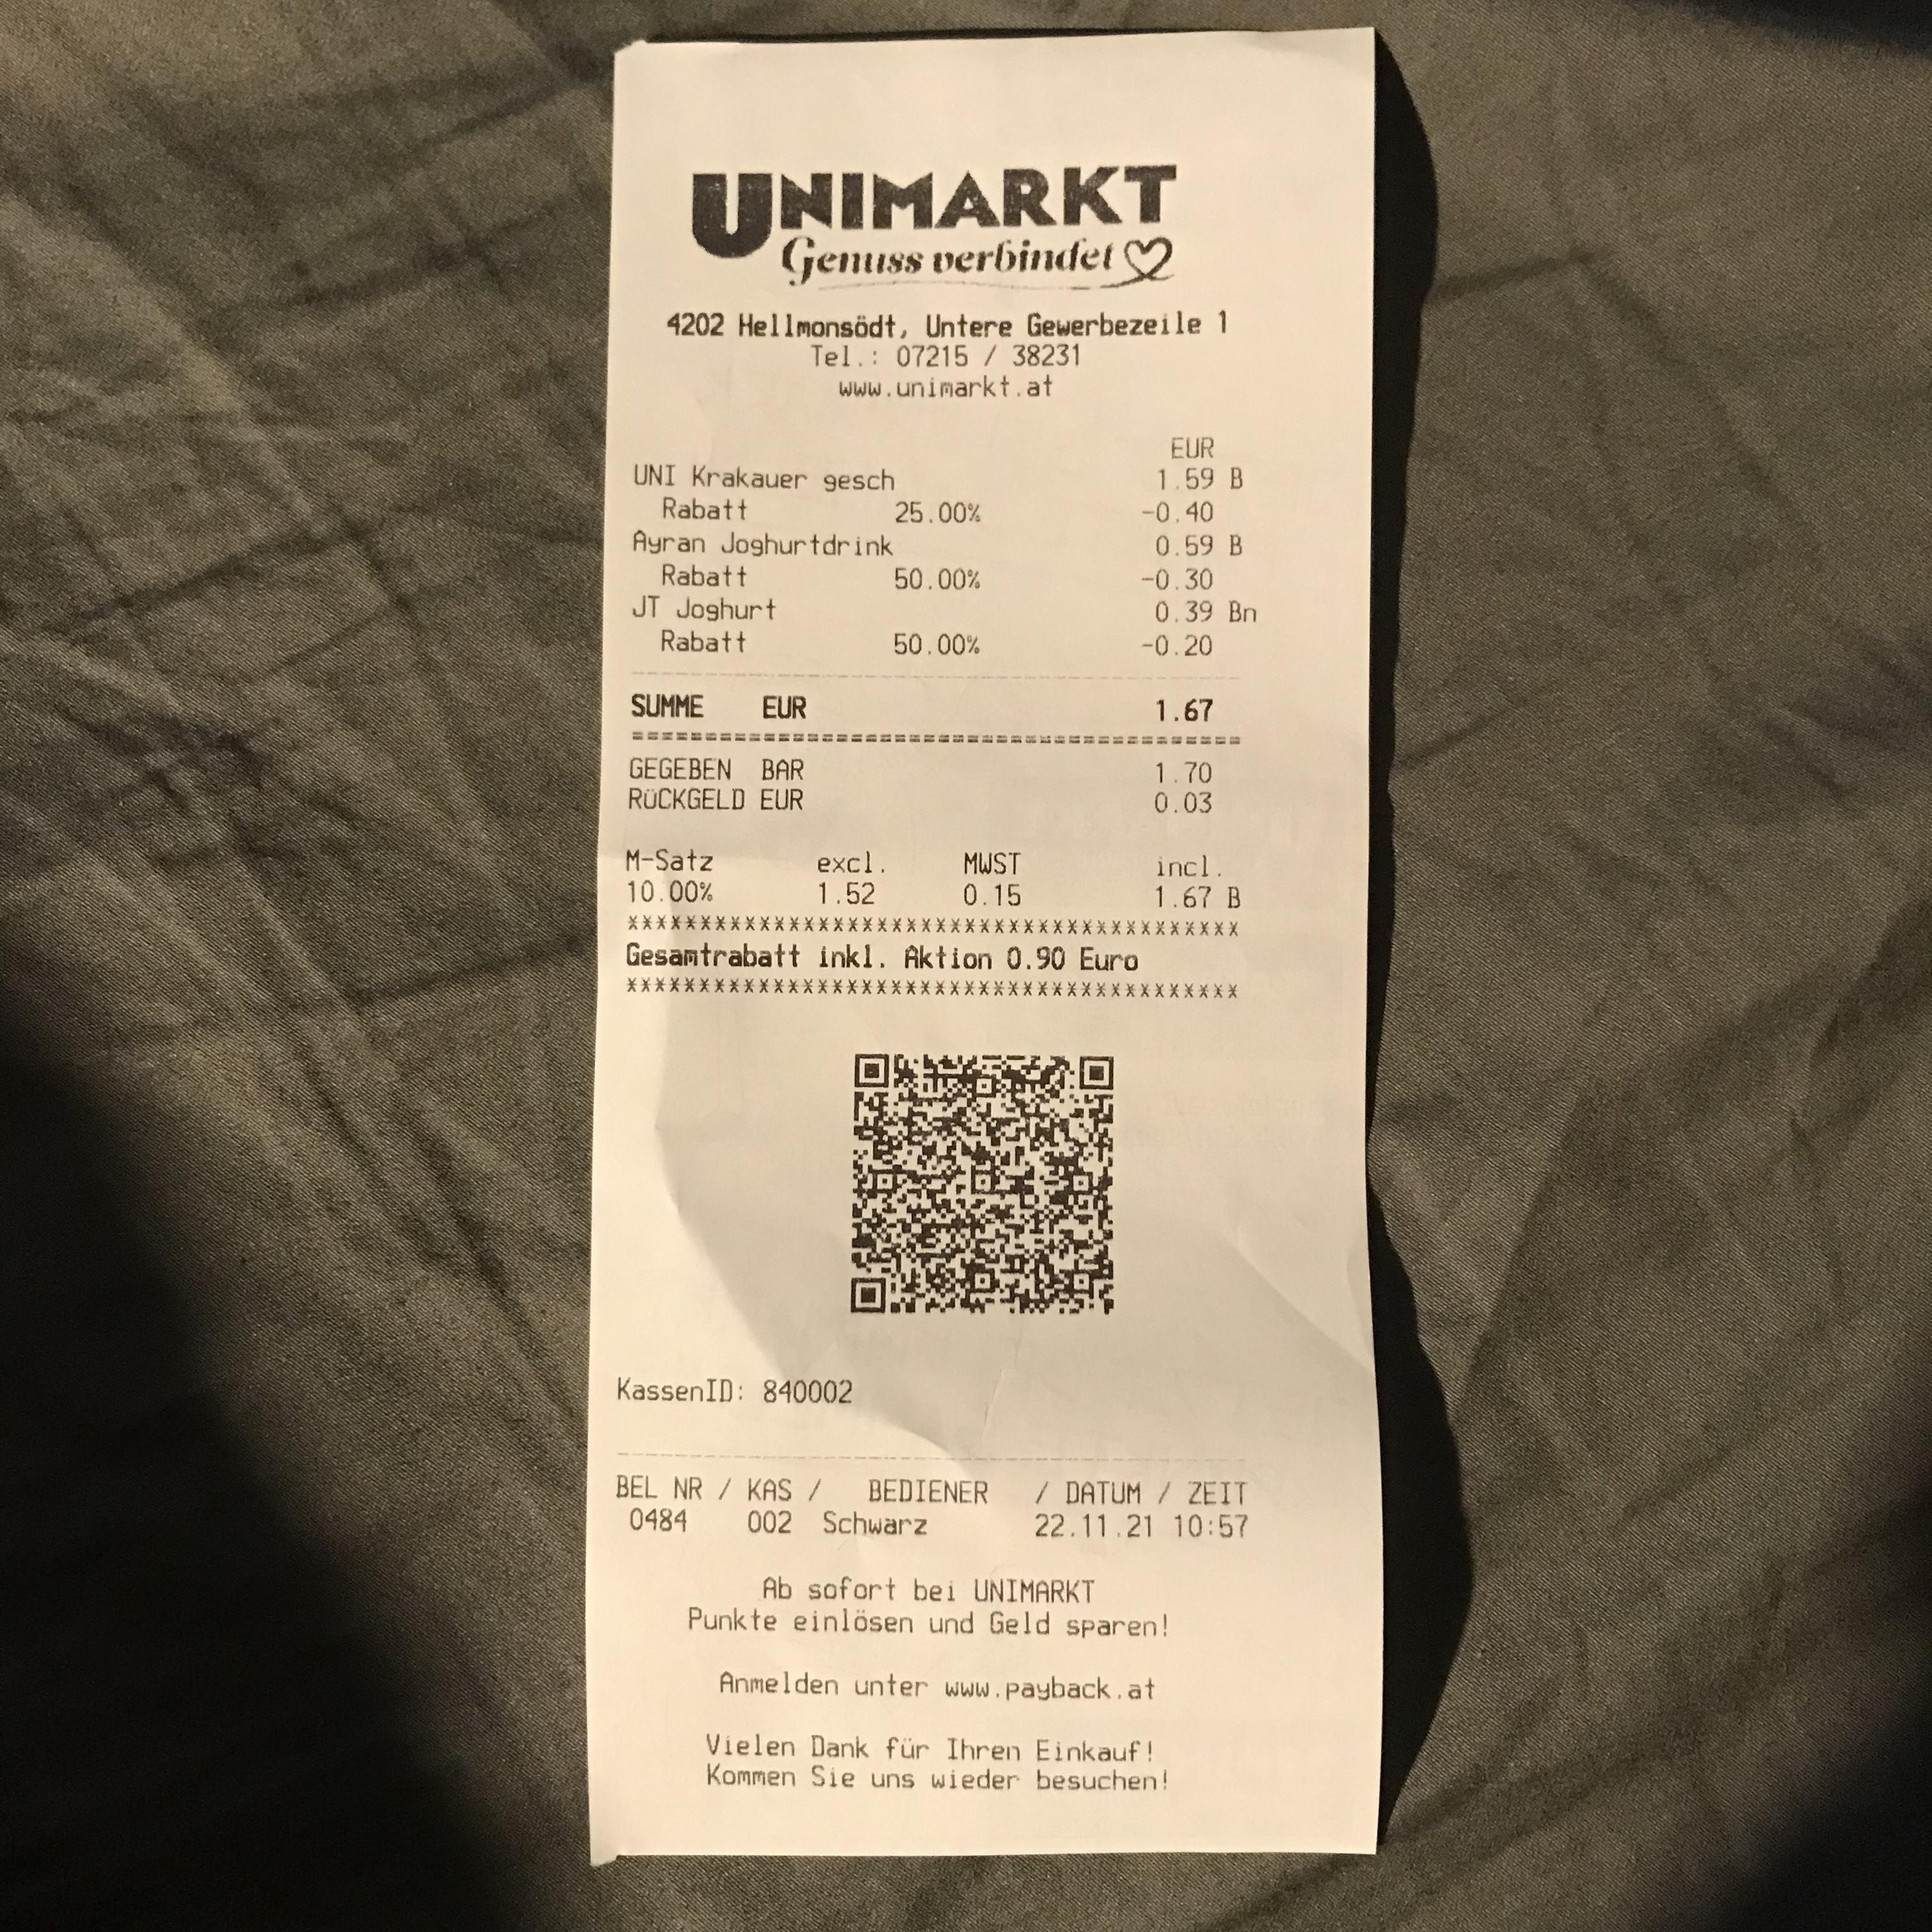 UNIMARKT
Genuss verbindet
4202 Hellmonsödt, Untere Gewerbezeile 1
Tel.: 07215 / 38231
www.unimarkt.at
EUR
UNI Krakauer gesch 1.59 B
Rabatt 25.00% -0.40
Ayran Joghurtdrink 0.59 B
Rabatt 50.00% -0.30
JT Joghurt 0.39 Bn
Rabatt 50.00% -0.20
SUMME EUR 1.67
==========================================
GEGEBEN BAR 1.70
RÜCKGELD EUR 0.03
M-Satz excl. MWST incl.
10.00% 1.52 0.15 1.67 B
******************************************
Gesamtrabatt inkl. Aktion 0.90 Euro
******************************************
KassenID: 840002
BEL NR / KAS / BEDIENER / DATUM / ZEIT
0484 002 Schwarz 22.11.21 10:57
Ab sofort bei UNIMARKT
Punkte einlösen und Geld sparen!
Anmelden unter www.payback.at
Vielen Dank für Ihren Einkauf!
Kommen Sie uns wieder besuchen!